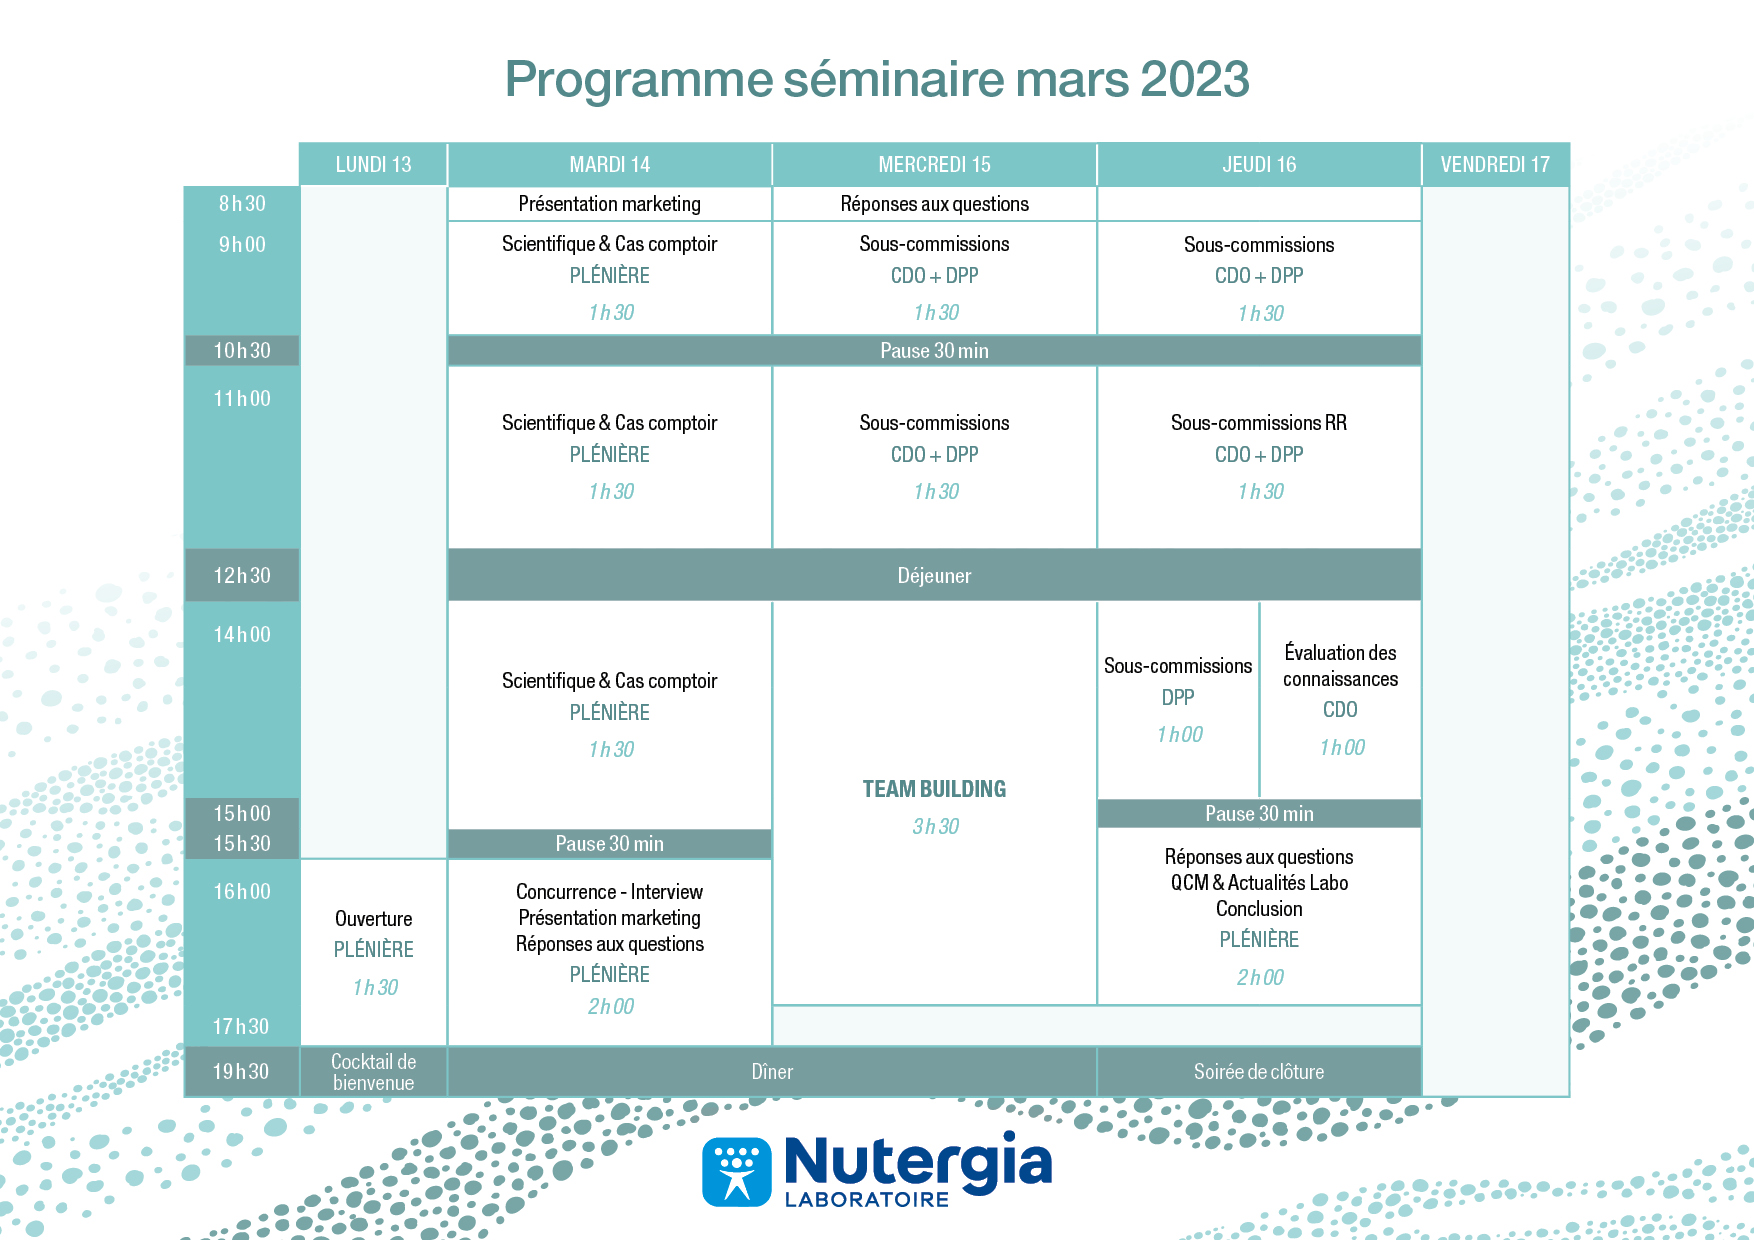 Programme séminaire mars 2023
LUNDI 13 MARDI 14 MERCREDI 15 JEUDI 16 VENDREDI 17
8h30 Présentation marketing Réponses aux questions
9h00 Scientifique & Cas comptoir Sous-commissions Sous-commissions
PLÉNIÈRE CDO + DPP CDO + DPP
1h30 1h30 1h30
10h30 Pause 30 min
11h00
Scientifique & Cas comptoir Sous-commissions Sous-commissions RR
PLÉNIÈRE CDO + DPP CDO + DPP
1h30 1h30 1h30
12h30 Déjeuner
14h00
Scientifique & Cas comptoir
PLÉNIÈRE
1h30
TEAM BUILDING
3h30
Sous-commissions
DPP
1h00
Évaluation des
connaissances
CDO
1h00
15h00 Pause 30 min
15h30 Pause 30 min
16h00
Ouverture
PLÉNIÈRE
1h30
Concurrence - Interview
Présentation marketing
Réponses aux questions
PLÉNIÈRE
2h00
Réponses aux questions
QCM & Actualités Labo
Conclusion
PLÉNIÈRE
2h00
17h30
19h30
Cocktail de
bienvenue
Dîner
Soirée de clôture
Nutergia
LABORATOIRE